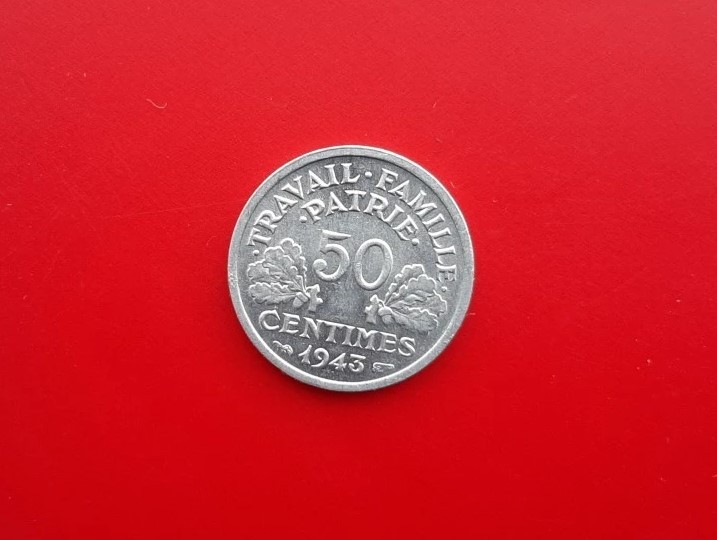 ·TRAVAIL·FAMILLE·
·PATRIE·
50
CENTIMES
1943